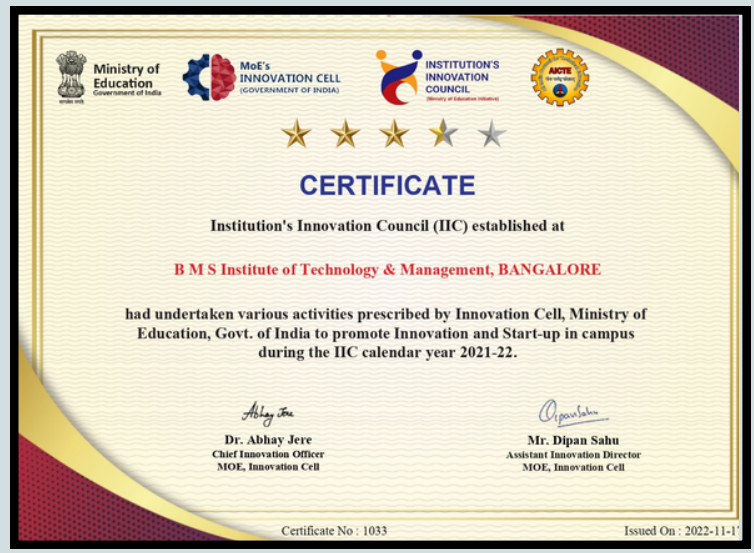 Ministry of
Education
Government of India
MoE's
INNOVATION CELL
(GOVERNMENT OF INDIA)
INSTITUTION'S
INNOVATION
COUNCIL
(Ministry of Education Initiative)
AICTE
CERTIFICATE
Institution's Innovation Council (IIC) established at
B M S Institute of Technology & Management, BANGALORE
had undertaken various activities prescribed by Innovation Cell, Ministry of
Education, Govt. of India to promote Innovation and Start-up in campus
during the IIC calendar year 2021-22.
Abhay Jere
Dipan Sahu
Dr. Abhay Jere
Chief Innovation Officer
MOE, Innovation Cell
Mr. Dipan Sahu
Assistant Innovation Director
MOE, Innovation Cell
Certificate No : 1033
Issued On : 2022-11-1